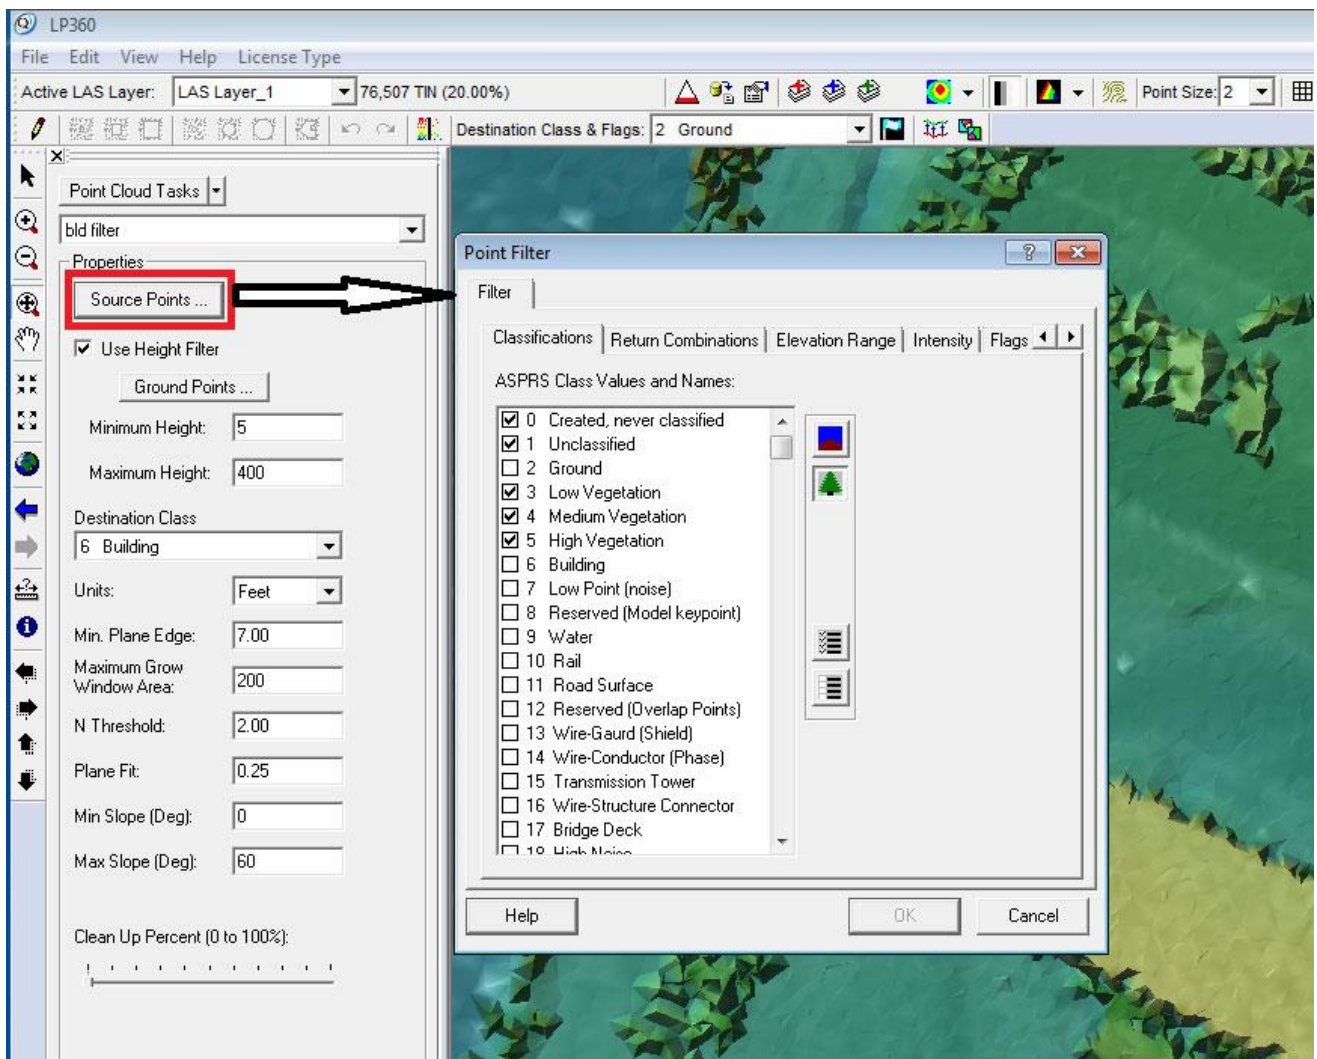 LP360
File Edit View Help License Type
Active LAS Layer: LAS Layer_1 76,507 TIN (20.00%) Point Size: 2
Destination Class & Flags: 2 Ground
Point Cloud Tasks
bld filter
Properties
Source Points ...
Use Height Filter
Ground Points ...
Minimum Height: 5
Maximum Height: 400
Destination Class
6 Building
Units: Feet
Min. Plane Edge: 7.00
Maximum Grow
Window Area: 200
N Threshold: 2.00
Plane Fit: 0.25
Min Slope (Deg): 0
Max Slope (Deg): 60
Clean Up Percent (0 to 100%):
Point Filter
Filter
Classifications Return Combinations Elevation Range Intensity Flags
ASPRS Class Values and Names:
0 Created, never classified
1 Unclassified
2 Ground
3 Low Vegetation
4 Medium Vegetation
5 High Vegetation
6 Building
7 Low Point (noise)
8 Reserved (Model keypoint)
9 Water
10 Rail
11 Road Surface
12 Reserved (Overlap Points)
13 Wire-Gaurd (Shield)
14 Wire-Conductor (Phase)
15 Transmission Tower
16 Wire-Structure Connector
17 Bridge Deck
18 High Noise
Help OK Cancel